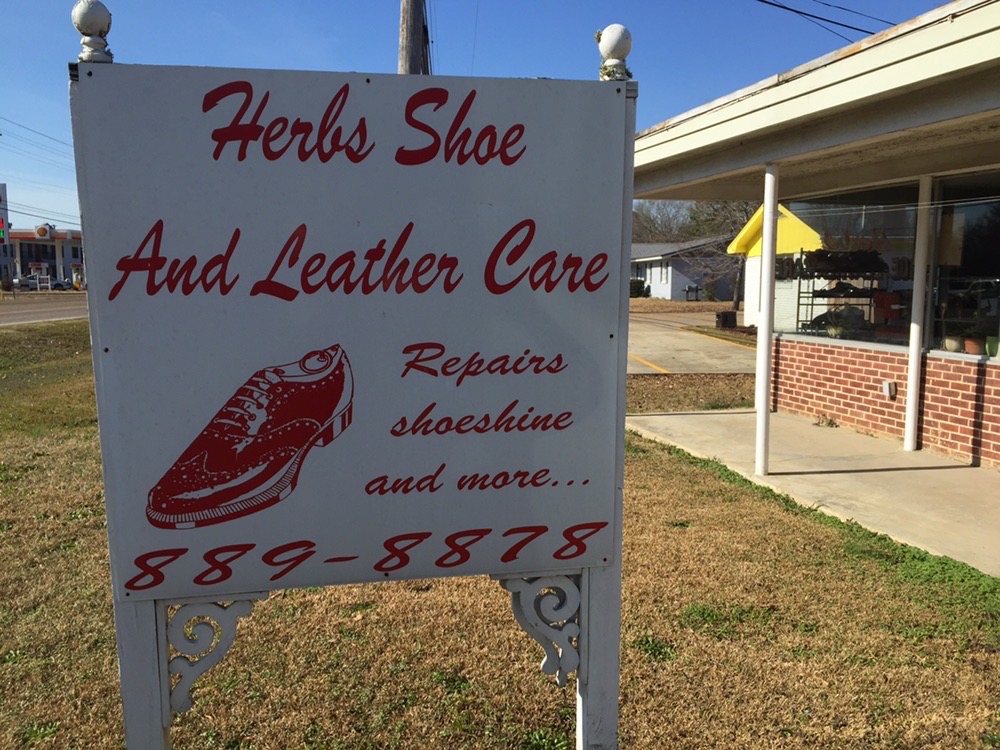 Herbs Shoe
And Leather Care
Repairs
shoeshine
and more...
889-8878